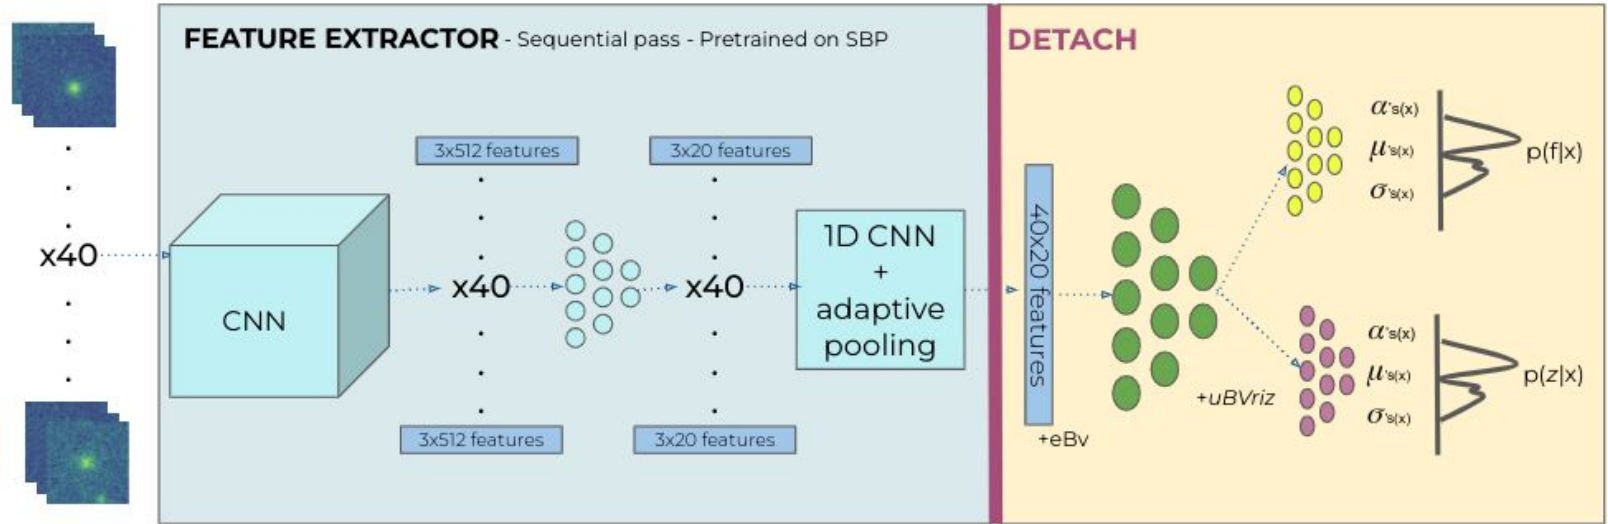 FEATURE EXTRACTOR - Sequential pass - Pretrained on SBP
DETACH
x40
CNN
3x512 features
x40
3x512 features
3x20 features
x40
3x20 features
1D CNN
+
adaptive
pooling
40x20 features
+eBv
+uBVriz
α's(x)
μ's(x)
σ's(x)
p(f|x)
α's(x)
μ's(x)
σ's(x)
p(z|x)